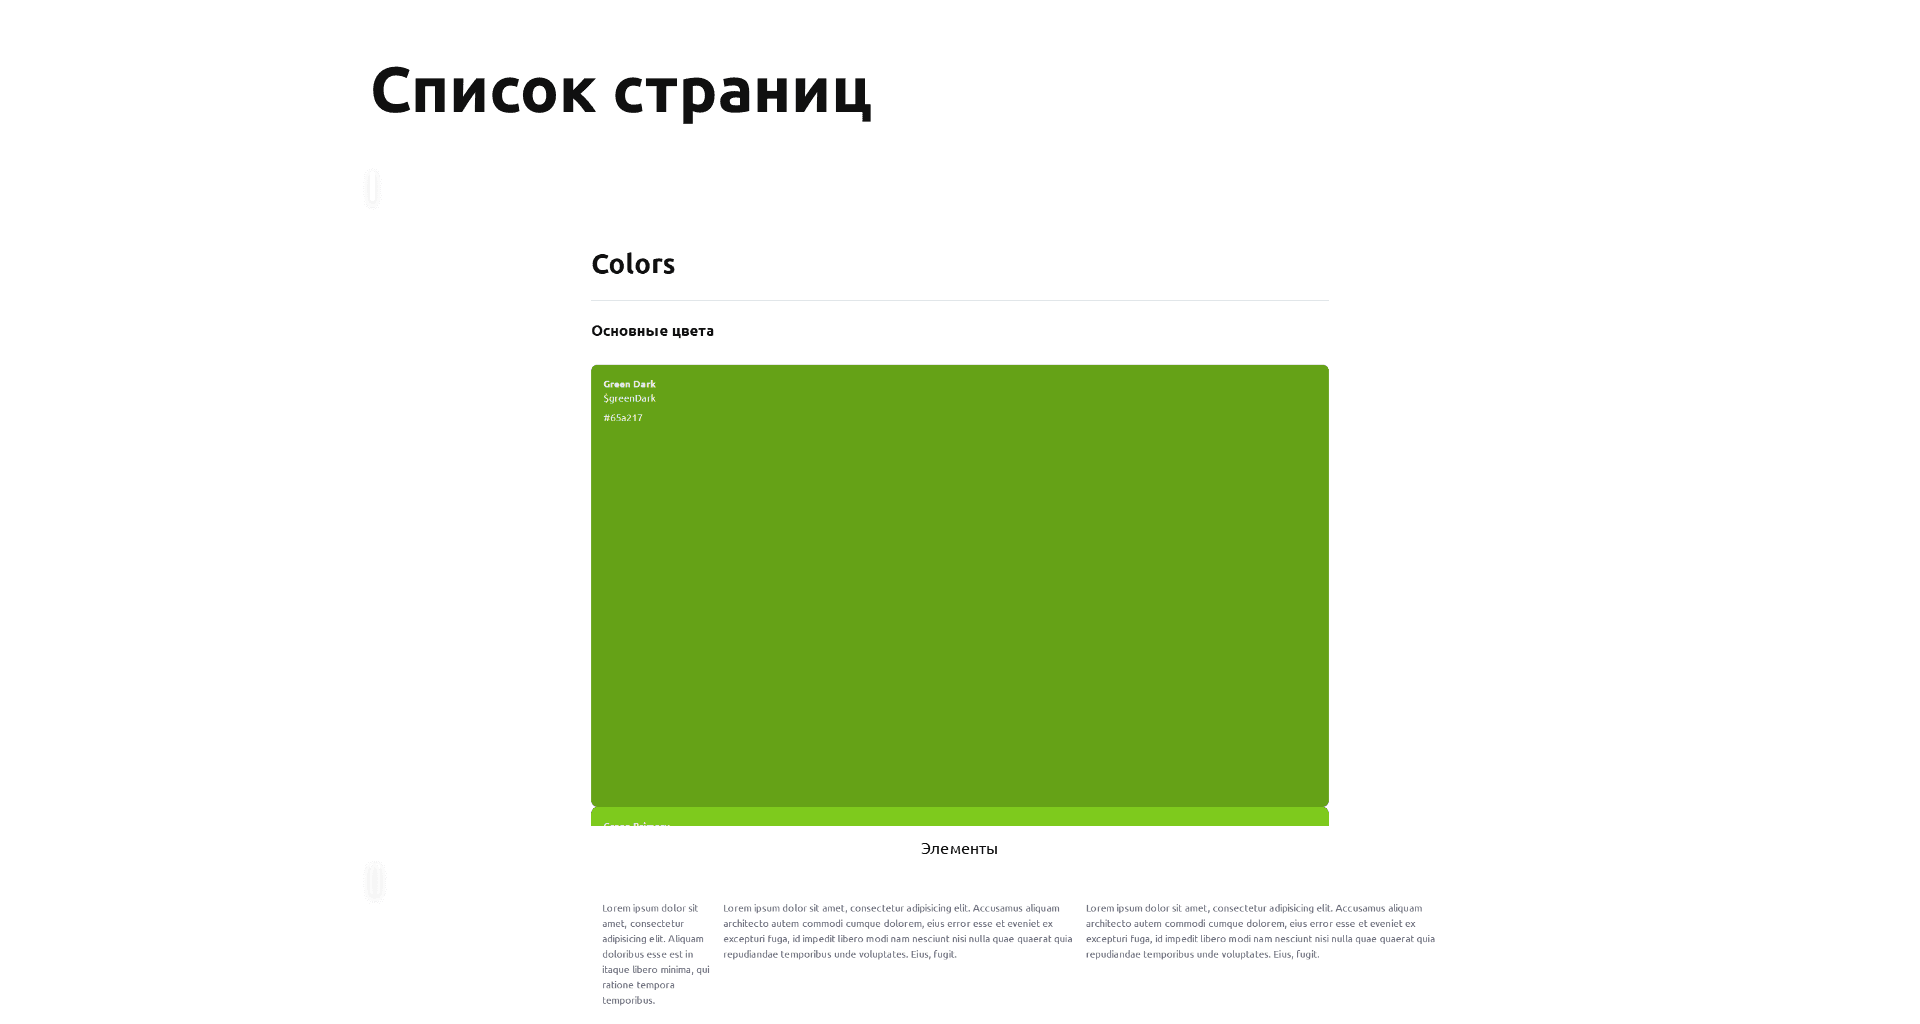 Список страниц
Colors
Основные цвета
Green Dark
$greenDark
#65a217
Green Primary
Элементы
Lorem ipsum dolor sit
amet, consectetur
adipisicing elit. Aliquam
doloribus esse est in
itaque libero minima, qui
ratione tempora
temporibus.
Lorem ipsum dolor sit amet, consectetur adipisicing elit. Accusamus aliquam
architecto autem commodi cumque dolorem, eius error esse et eveniet ex
excepturi fuga, id impedit libero modi nam nesciunt nisi nulla quae quaerat quia
repudiandae temporibus unde voluptates. Eius, fugit.
Lorem ipsum dolor sit amet, consectetur adipisicing elit. Accusamus aliquam
architecto autem commodi cumque dolorem, eius error esse et eveniet ex
excepturi fuga, id impedit libero modi nam nesciunt nisi nulla quae quaerat quia
repudiandae temporibus unde voluptates. Eius, fugit.